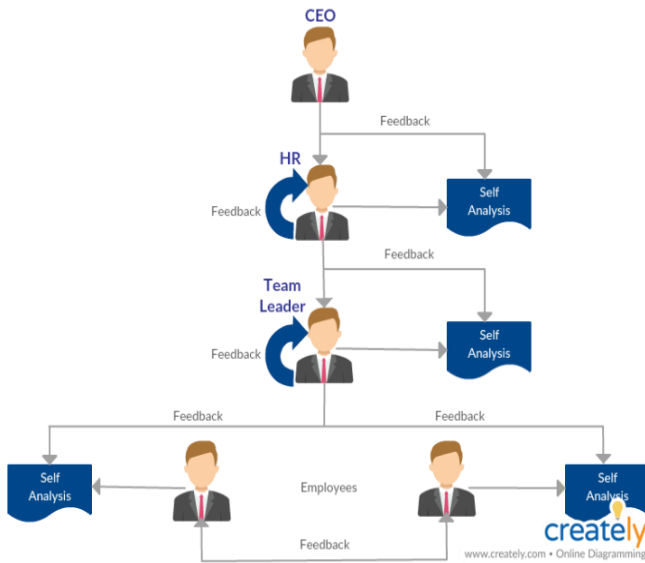 CEO
Feedback
HR
Self
Analysis
Feedback
Feedback
Team
Leader
Self
Analysis
Feedback
Feedback
Feedback
Self
Analysis
Employees
Self
Analysis
Feedback
creately
www.creately.com • Online Diagramming